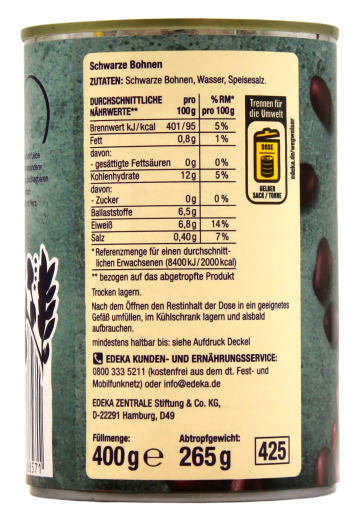 Schwarze Bohnen
ZUTATEN: Schwarze Bohnen, Wasser, Speisesalz.
DURCHSCHNITTLICHE pro % RM*
NÄHRWERTE** 100g pro 100g
Brennwert kJ/kcal 401/95 5%
Fett 0,8g 1%
davon:
- gesättigte Fettsäuren 0g 0%
Kohlenhydrate 12g 5%
davon:
- Zucker 0g 0%
Ballaststoffe 6,5g
Eiweiß 6,8g 14%
Salz 0,40g 7%
*Referenzmenge für einen durchschnitt-
lichen Erwachsenen (8400kJ/2000kcal)
** bezogen auf das abgetropfte Produkt
Trocken lagern.
Nach dem Öffnen den Restinhalt der Dose in ein geeignetes
Gefäß umfüllen, im Kühlschrank lagern und alsbald
aufbrauchen.
mindestens haltbar bis: siehe Aufdruck Deckel
EDEKA KUNDEN- UND ERNÄHRUNGSSERVICE:
0800 333 5211 (kostenfrei aus dem dt. Fest- und
Mobilfunknetz) oder info@edeka.de
EDEKA ZENTRALE Stiftung & Co. KG,
D-22291 Hamburg, D49
Füllmenge: Abtropfgewicht:
400g℮ 265g 425
Trennen für
die Umwelt
DOSE
GELBER
SACK / TONNE
edeka.de/wegweiser